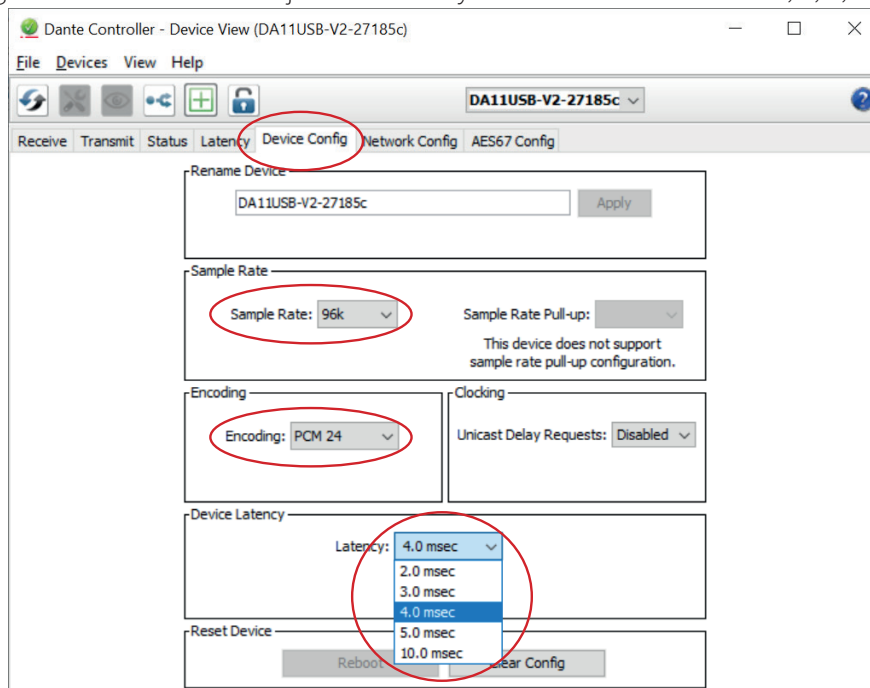 Dante Controller - Device View (DA11USB-V2-27185c)
File Devices View Help
DA11USB-V2-27185c
?
Receive Transmit Status Latency Device Config Network Config AES67 Config
Rename Device
DA11USB-V2-27185c Apply
Sample Rate
Sample Rate: 96k Sample Rate Pull-up:
This device does not support
sample rate pull-up configuration.
Encoding Clocking
Encoding: PCM 24 Unicast Delay Requests: Disabled
Device Latency
Latency: 4.0 msec
2.0 msec
3.0 msec
4.0 msec
5.0 msec
Reset Device
10.0 msec
Reboot Clear Config